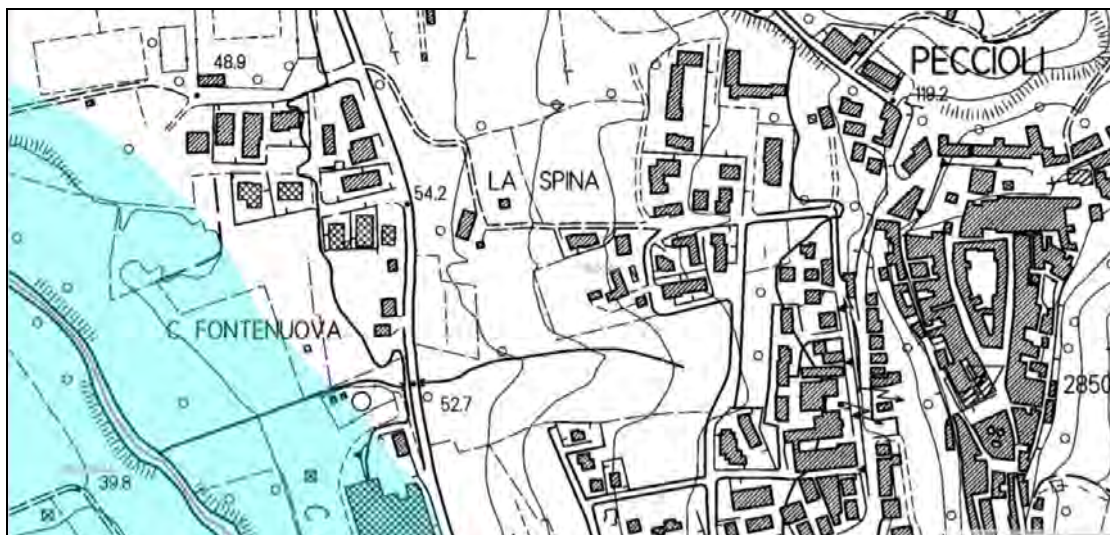 48.9
PECCIOLI
119.2
54.2
LA SPINA
C. FONTENUOVA
52.7
2850
39.8